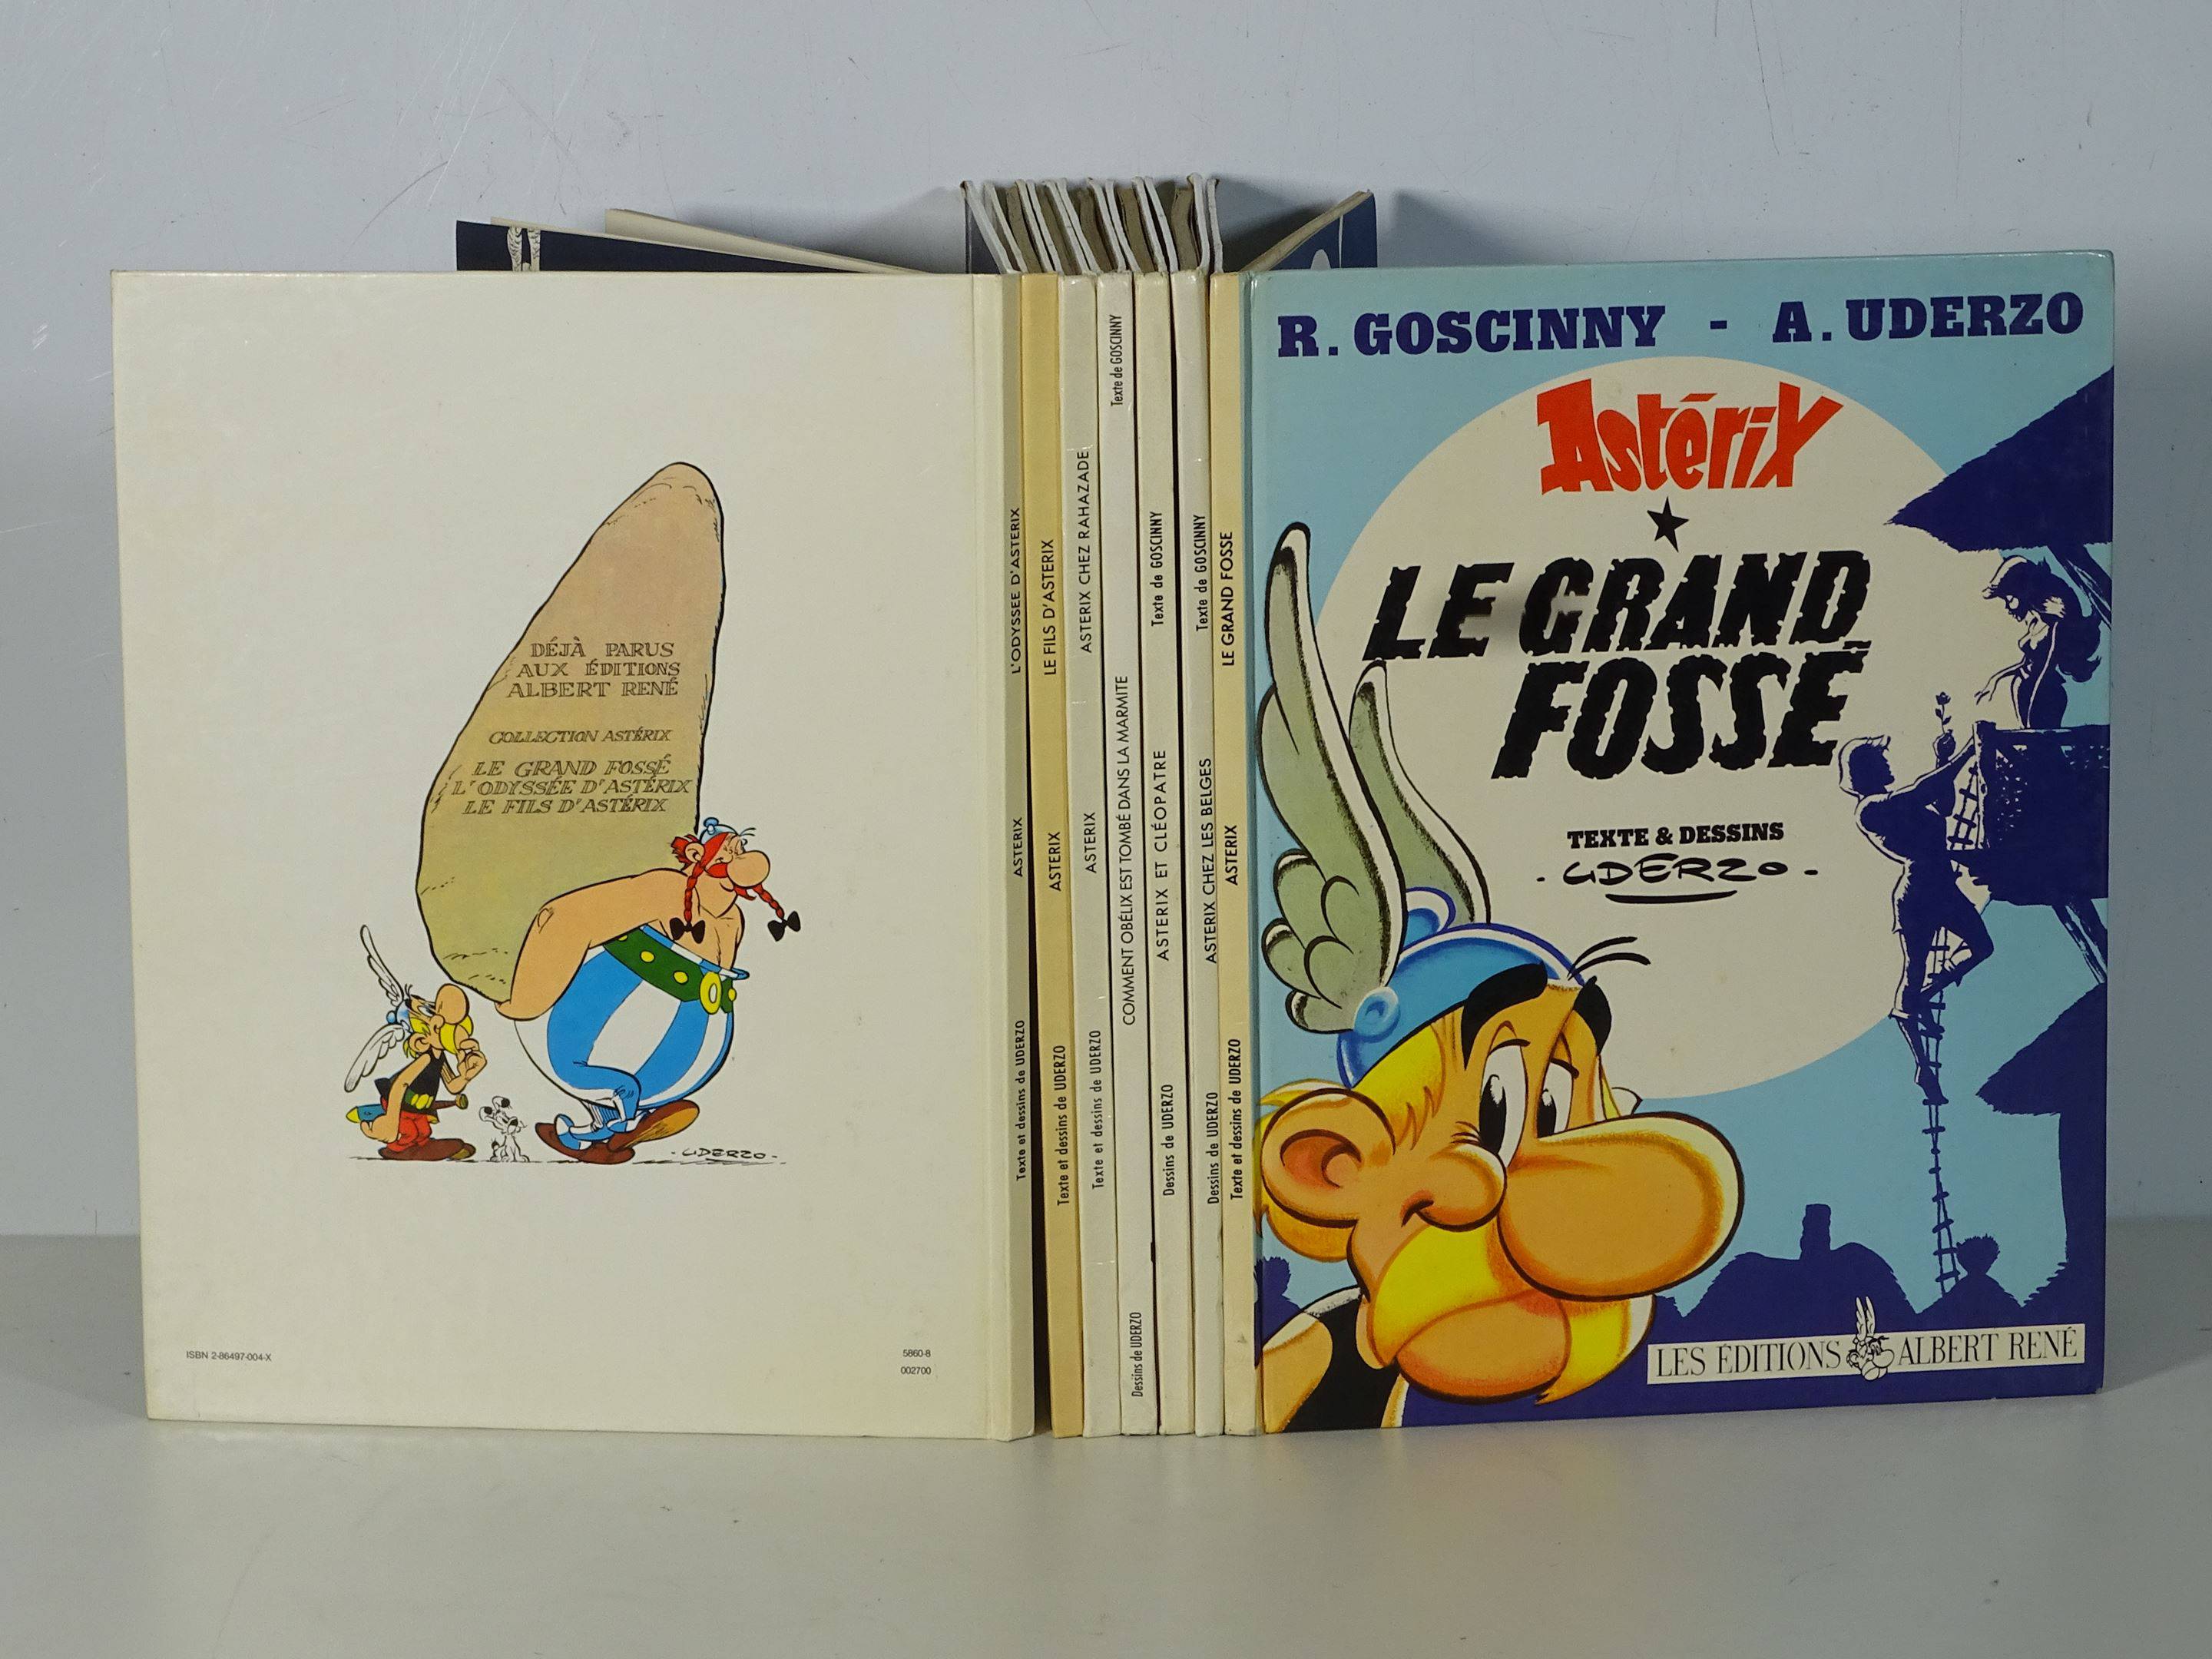 DÉJÀ PARUS
AUX ÉDITIONS
ALBERT RENÉ
COLLECTION ASTÉRIX
LE GRAND FOSSÉ
L'ODYSSÉE D'ASTÉRIX
LE FILS D'ASTÉRIX
-UDERZO-
ISBN 2-86497-004-X
5860-8
002700
Texte et dessins de UDERZO ASTERIX L'ODYSSEE D'ASTERIX
Texte et dessins de UDERZO ASTERIX LE FILS D'ASTERIX
Texte et dessins de UDERZO ASTERIX ASTERIX CHEZ RAHAZADE
Dessins de UDERZO COMMENT OBÉLIX EST TOMBÉ DANS LA MARMITE Texte de GOSCINNY
Dessins de UDERZO ASTERIX ET CLÉOPATRE Texte de GOSCINNY
Dessins de UDERZO ASTERIX CHEZ LES BELGES Texte de GOSCINNY
Texte et dessins de UDERZO ASTERIX LE GRAND FOSSE
R. GOSCINNY - A. UDERZO
Astérix
LE GRAND
FOSSÉ
TEXTE & DESSINS
-UDERZO-
LES ÉDITIONS ALBERT RENÉ